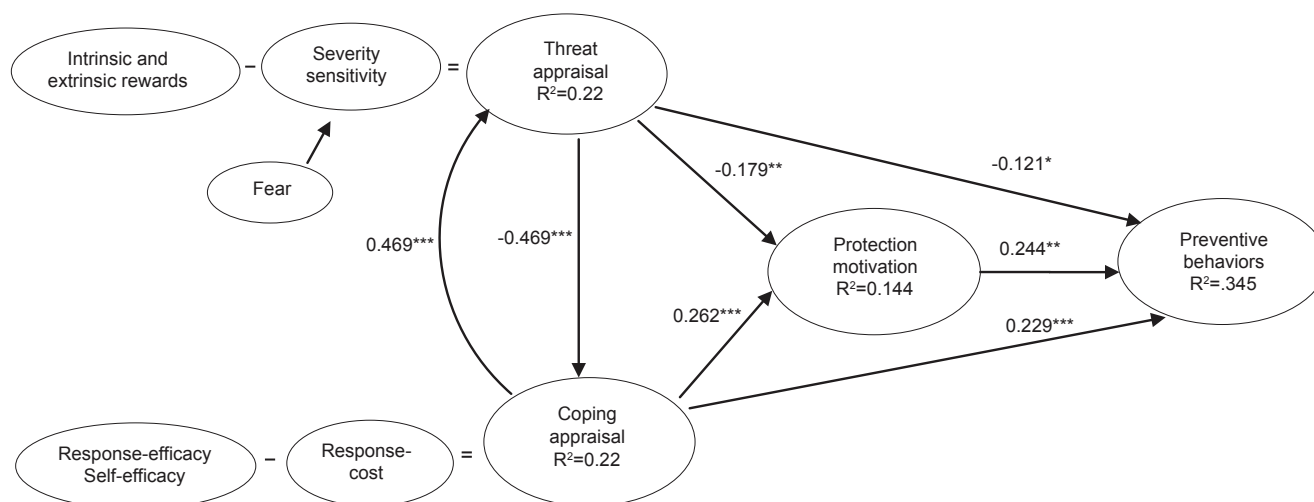 Intrinsic and
extrinsic rewards
–
Severity
sensitivity
=
Threat
appraisal
R²=0.22
Fear
-0.179**
-0.121*
0.469***
-0.469***
Protection
motivation
R²=0.144
0.244**
Preventive
behaviors
R²=.345
0.262***
0.229***
Response-efficacy
Self-efficacy
–
Response-
cost
=
Coping
appraisal
R²=0.22